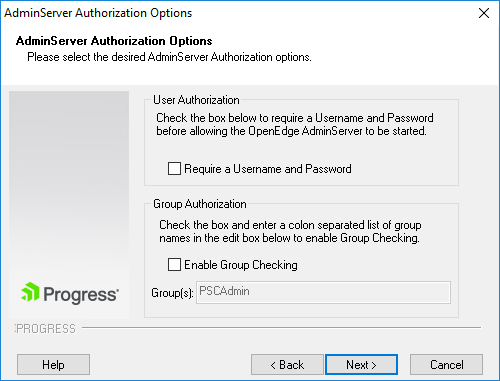 AdminServer Authorization Options
AdminServer Authorization Options
Please select the desired AdminServer Authorization options.
User Authorization
Check the box below to require a Username and Password
before allowing the OpenEdge AdminServer to be started.
Require a Username and Password
Group Authorization
Check the box and enter a colon separated list of group
names in the edit box below to enable Group Checking.
Enable Group Checking
Group(s): PSCAdmin
Progress
PROGRESS
Help
< Back
Next >
Cancel